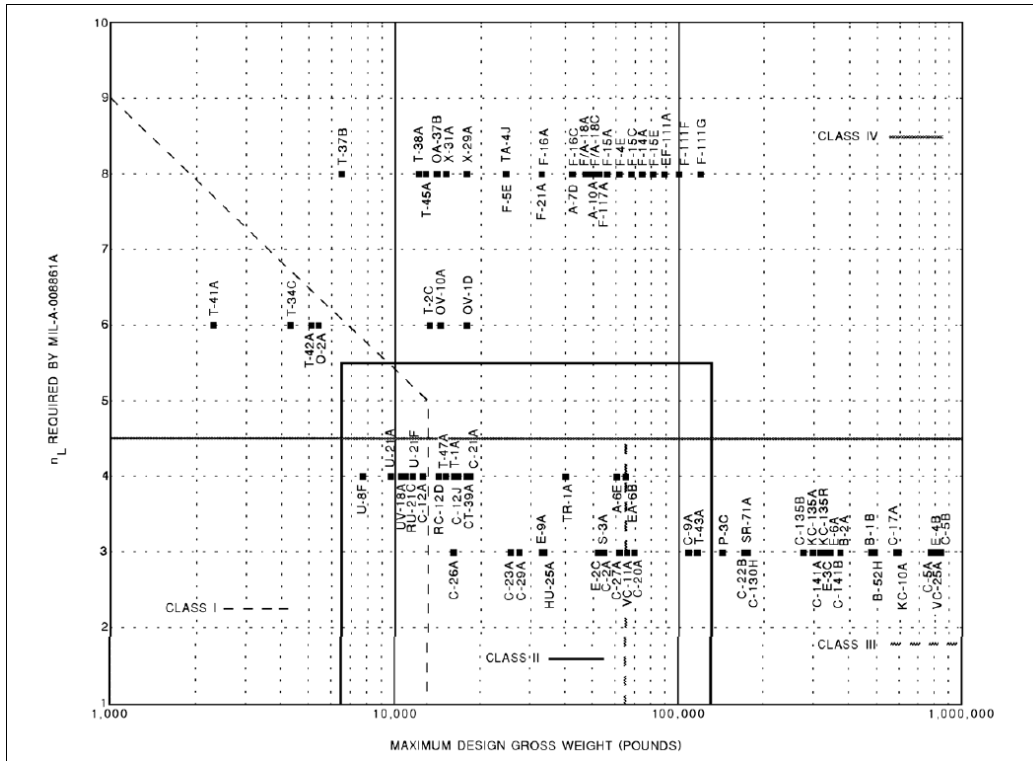 n_L REQUIRED BY MIL-A-008861A
10
9
8
7
6
5
4
3
2
1
CLASS IV
T-37B
T-38A
OA-37B
X-31A
X-29A
TA-4J
F-16A
F-16C
F/A-18A
F/A-18C
F-15A
F-4E
F-15C
F-14A
F-15E
EF-111A
F-111F
F-111G
T-45A
F-5E
F-21A
A-7D
A-10A
F-117A
T-41A
T-34C
T-2C
OV-10A
OV-1D
T-42A
O-2A
U-21A
U-21F
T-47A
T-1A
C-21A
U-8F
UV-18A
RU-21C
C-12A
RC-12D
C-12J
CT-39A
TR-1A
A-6E
EA-6B
E-9A
S-3A
C-9A
T-43A
P-3C
SR-71A
C-135B
KC-135A
KC-135R
E-6A
B-2A
B-1B
C-17A
E-4B
C-5B
C-26A
C-23A
C-29A
HU-25A
E-2C
C-2A
C-27A
VC-11A
C-20A
C-22B
C-130H
C-141A
E-3C
C-141B
B-52H
KC-10A
C-5A
VC-25A
CLASS I
CLASS II
CLASS III
1,000
10,000
100,000
1,000,000
MAXIMUM DESIGN GROSS WEIGHT (POUNDS)